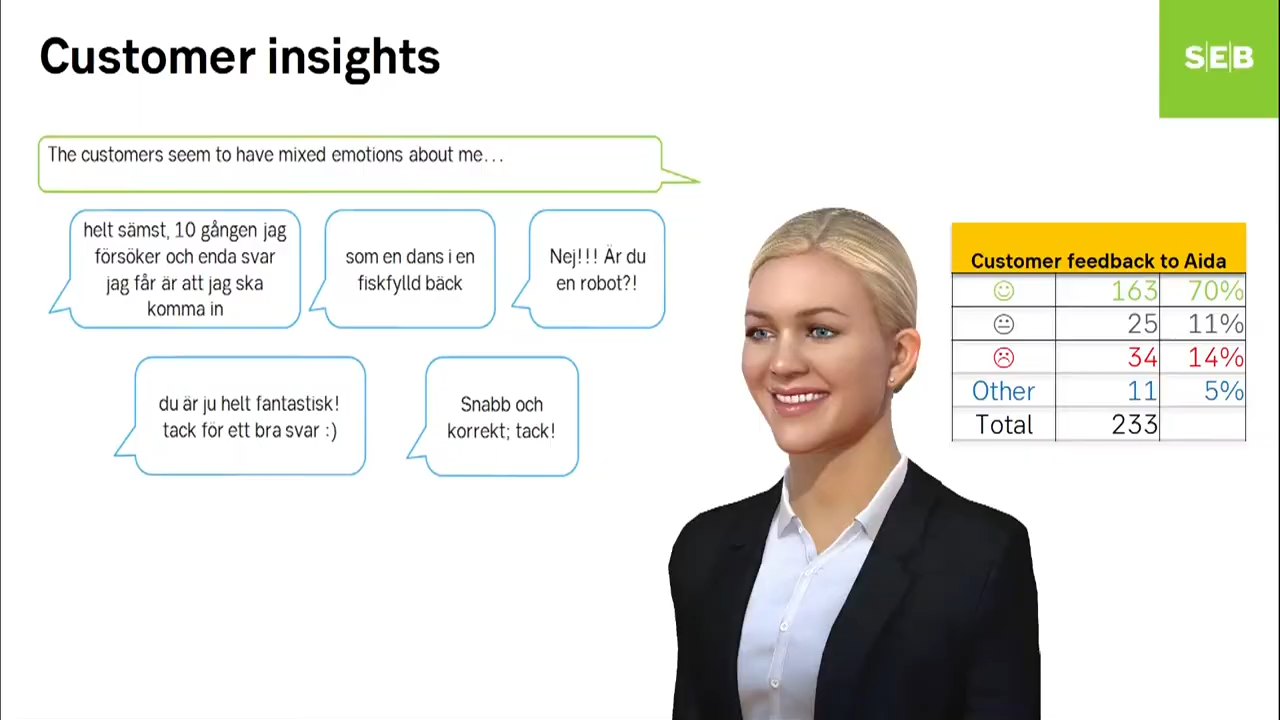 Customer insights
S|E|B
The customers seem to have mixed emotions about me...
helt sämst, 10 gången jag
försöker och enda svar
jag får är att jag ska
komma in
som en dans i en
fiskfylld bäck
Nej!!! Är du
en robot?!
du är ju helt fantastisk!
tack för ett bra svar :)
Snabb och
korrekt; tack!
Customer feedback to Aida
163 70%
25 11%
34 14%
Other 11 5%
Total 233